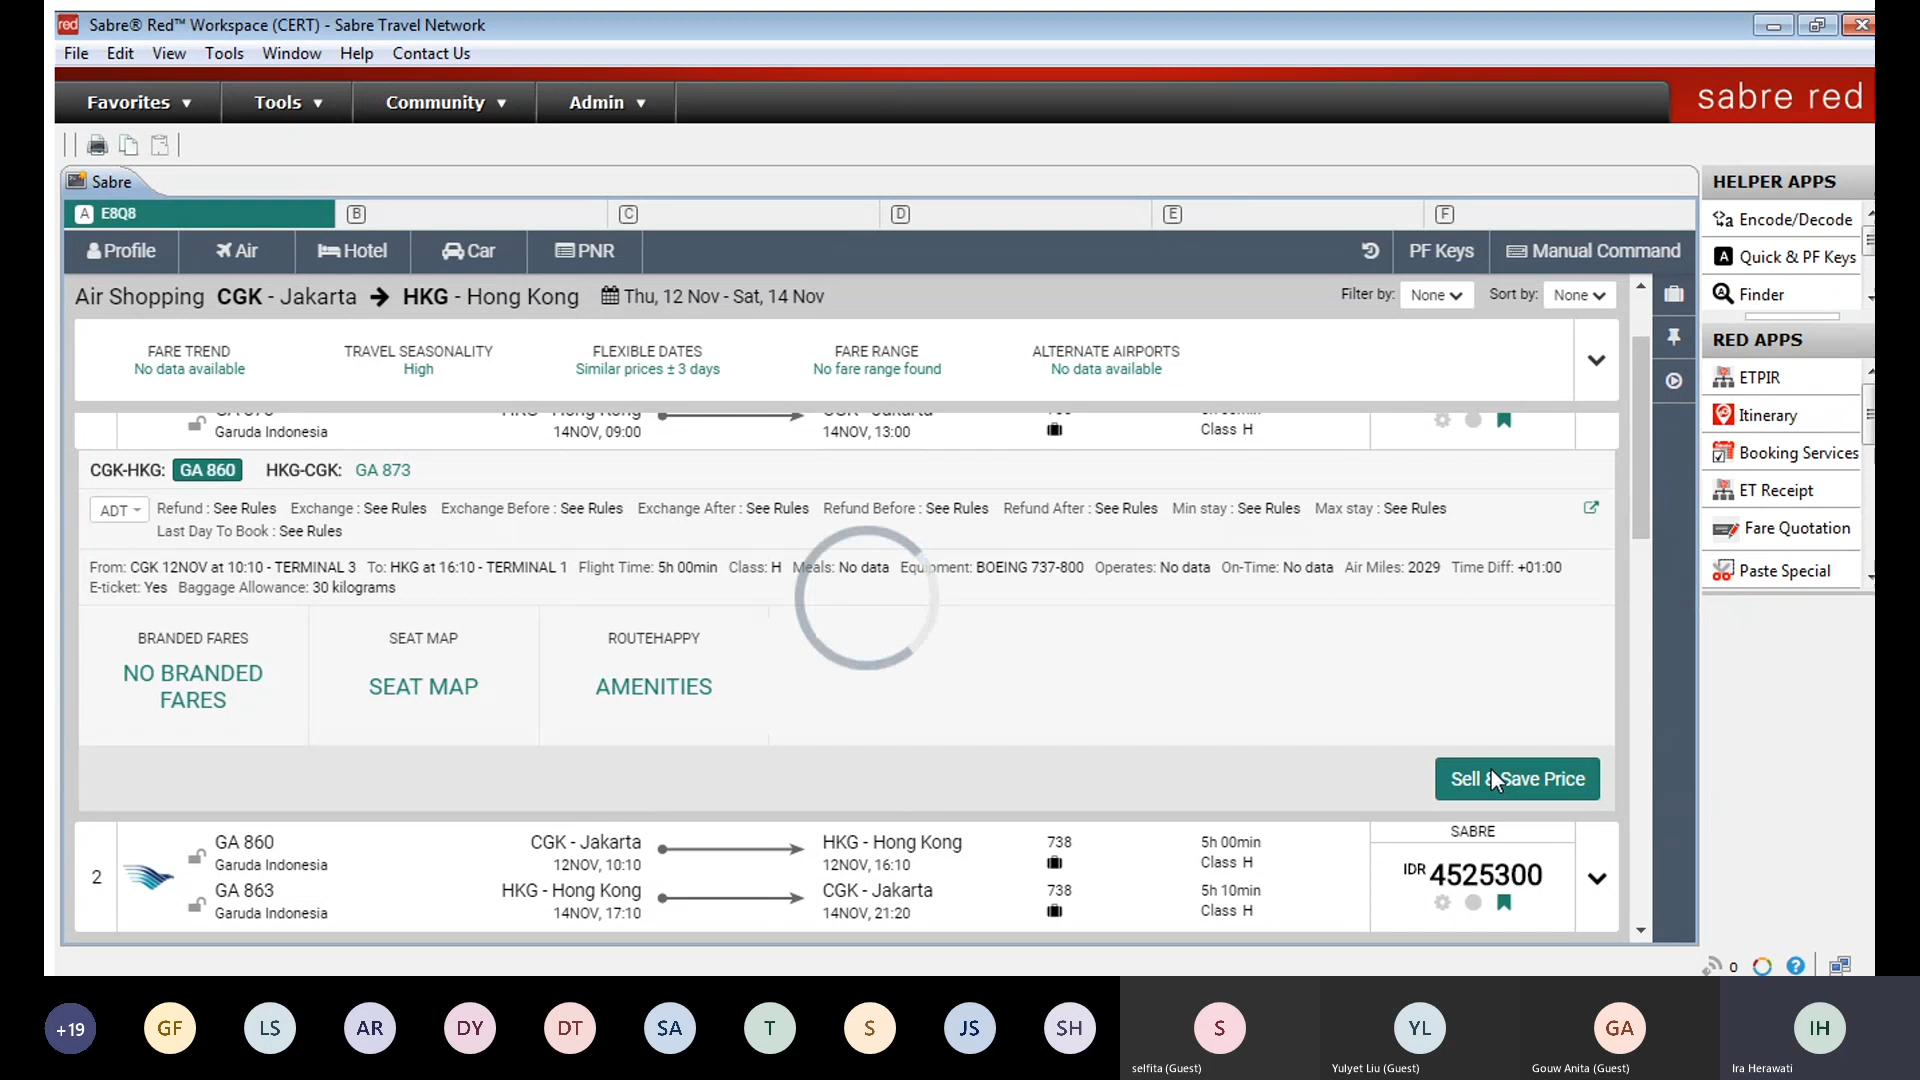 red Sabre® Red™ Workspace (CERT) - Sabre Travel Network
File Edit View Tools Window Help Contact Us
Favorites Tools Community Admin sabre red
Sabre
A E8Q8 B C D E F
Profile Air Hotel Car PNR PF Keys Manual Command
Air Shopping CGK - Jakarta HKG - Hong Kong Thu, 12 Nov - Sat, 14 Nov Filter by: None Sort by: None
FARE TREND TRAVEL SEASONALITY FLEXIBLE DATES FARE RANGE ALTERNATE AIRPORTS
No data available High Similar prices ± 3 days No fare range found No data available
Garuda Indonesia 14NOV, 09:00 14NOV, 13:00 Class H
CGK-HKG: GA 860 HKG-CGK: GA 873
ADT Refund : See Rules Exchange : See Rules Exchange Before : See Rules Exchange After : See Rules Refund Before : See Rules Refund After : See Rules Min stay : See Rules Max stay : See Rules
Last Day To Book : See Rules
From: CGK 12NOV at 10:10 - TERMINAL 3 To: HKG at 16:10 - TERMINAL 1 Flight Time: 5h 00min Class: H Meals: No data Equipment: BOEING 737-800 Operates: No data On-Time: No data Air Miles: 2029 Time Diff: +01:00
E-ticket: Yes Baggage Allowance: 30 kilograms
BRANDED FARES SEAT MAP ROUTEHAPPY
NO BRANDED FARES SEAT MAP AMENITIES
Sell & Save Price
2
GA 860 CGK - Jakarta HKG - Hong Kong 738 5h 00min
Garuda Indonesia 12NOV, 10:10 12NOV, 16:10 Class H
GA 863 HKG - Hong Kong CGK - Jakarta 738 5h 10min
Garuda Indonesia 14NOV, 17:10 14NOV, 21:20 Class H
SABRE
IDR 4525300
HELPER APPS
Encode/Decode
A Quick & PF Keys
Finder
RED APPS
ETPIR
Itinerary
Booking Services
ET Receipt
Fare Quotation
Paste Special
0
+19 GF LS AR DY DT SA T S JS SH S YL GA IH
selfita (Guest) Yulyet Liu (Guest) Gouw Anita (Guest) Ira Herawati